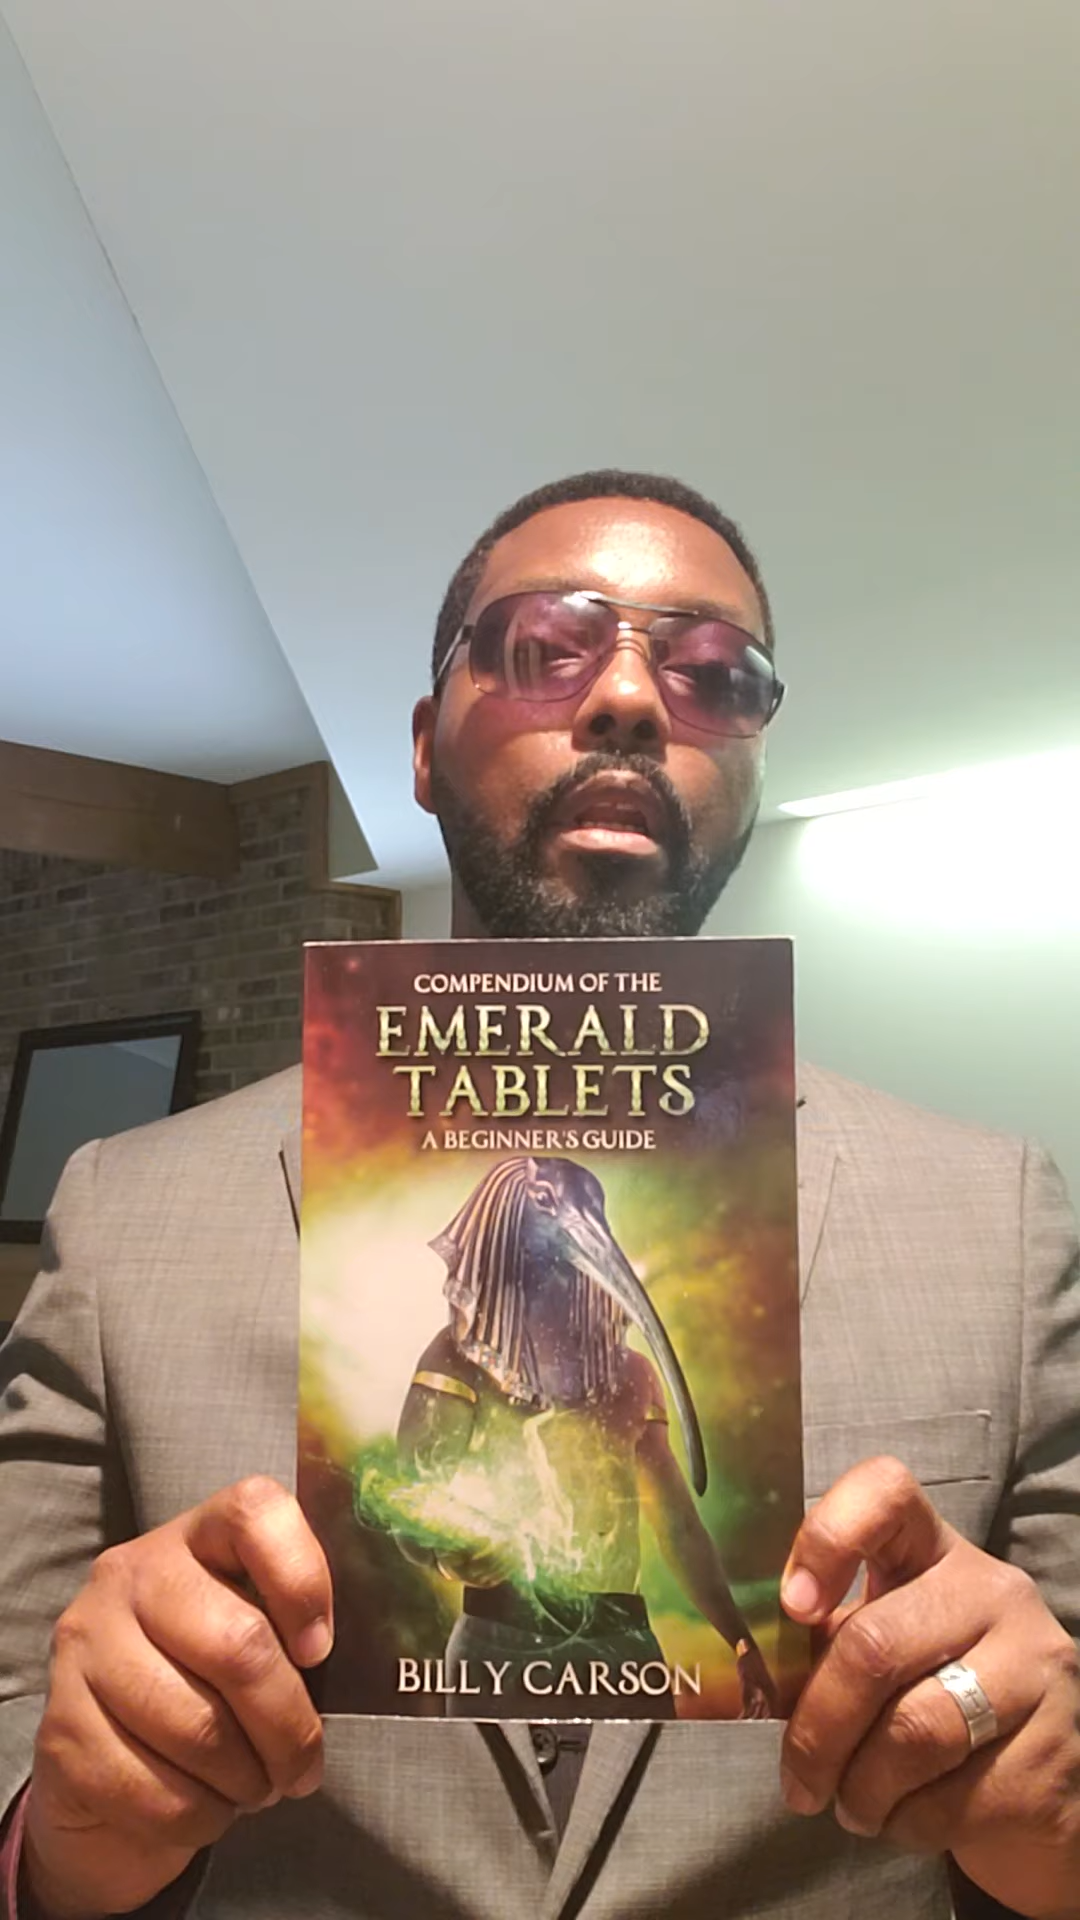 COMPENDIUM OF THE
EMERALD
TABLETS
A BEGINNER'S GUIDE
BILLY CARSON